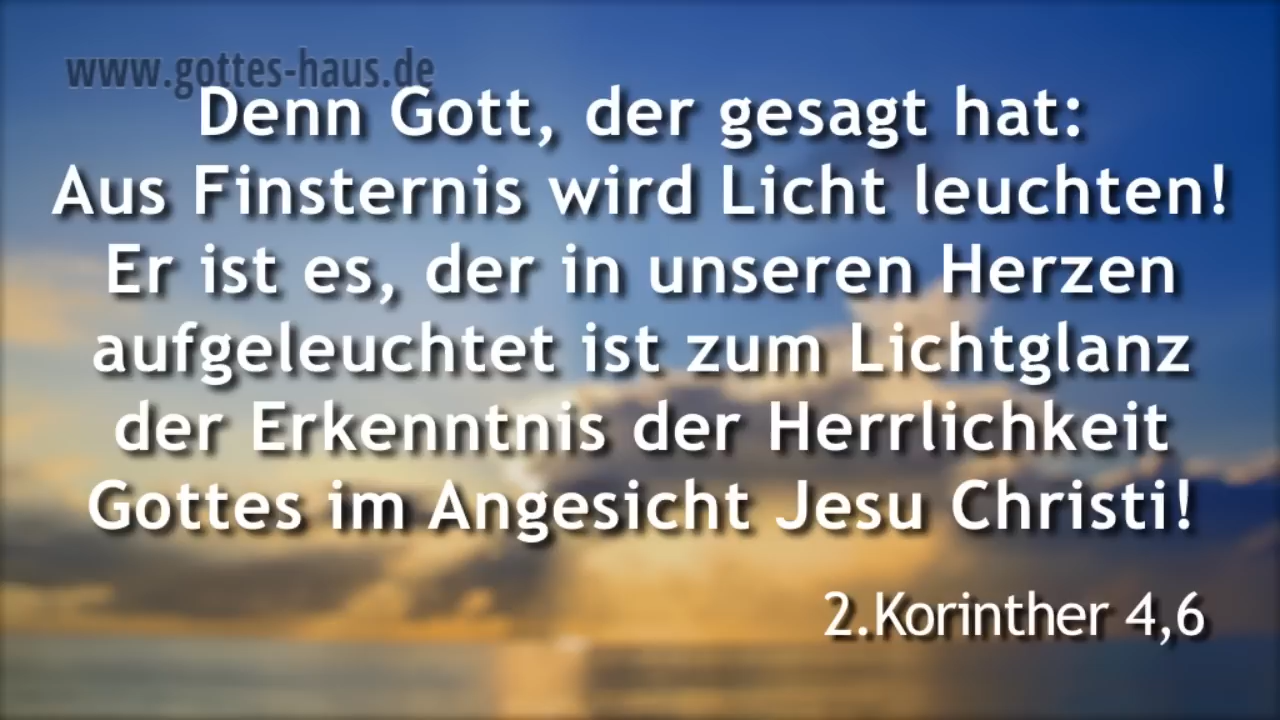 www.gottes-haus.de
Denn Gott, der gesagt hat:
Aus Finsternis wird Licht leuchten!
Er ist es, der in unseren Herzen
aufgeleuchtet ist zum Lichtglanz
der Erkenntnis der Herrlichkeit
Gottes im Angesicht Jesu Christi!
2.Korinther 4,6